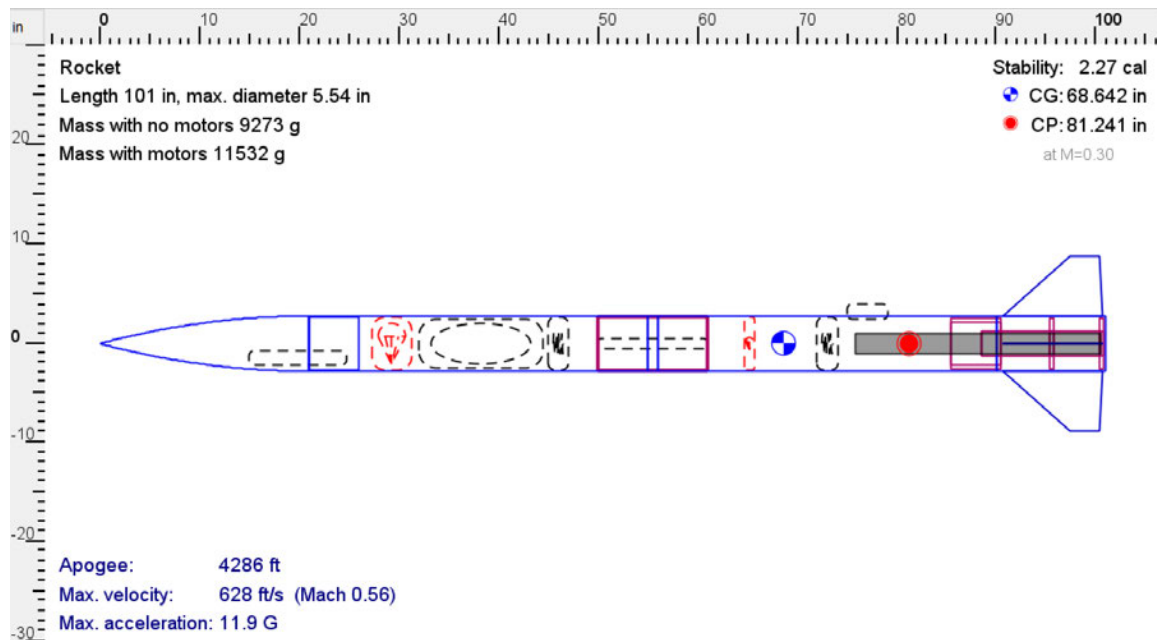 in
0 10 20 30 40 50 60 70 80 90 100
Rocket
Length 101 in, max. diameter 5.54 in
Mass with no motors 9273 g
Mass with motors 11532 g
Stability: 2.27 cal
CG: 68.642 in
CP: 81.241 in
at M=0.30
20
10
0
-10
-20
-30
Apogee: 4286 ft
Max. velocity: 628 ft/s (Mach 0.56)
Max. acceleration: 11.9 G